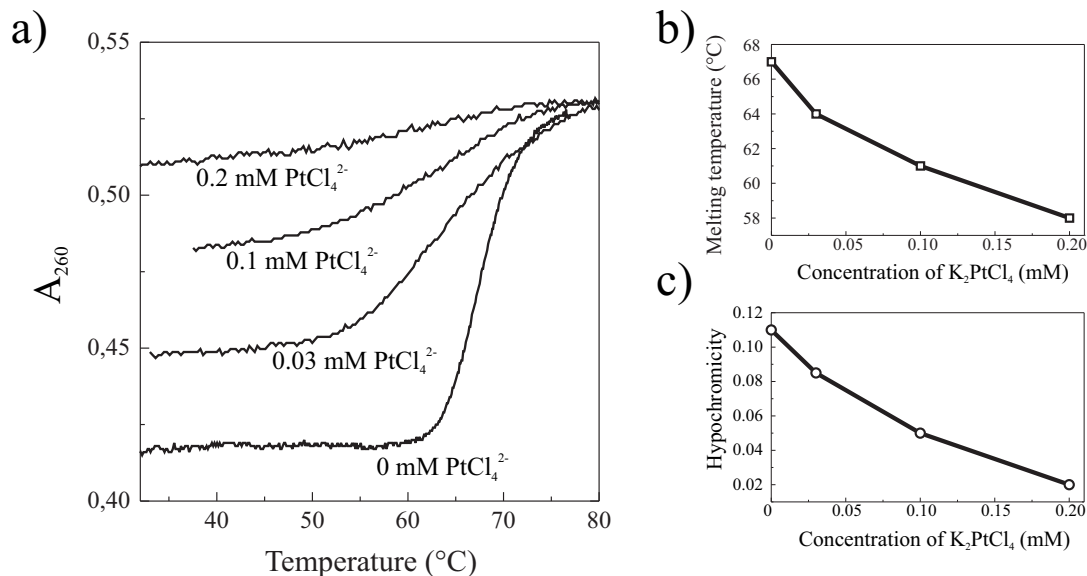 a)
0,55
0,50
0,45
0,40
A₂₆₀
0.2 mM PtCl₄²⁻
0.1 mM PtCl₄²⁻
0.03 mM PtCl₄²⁻
0 mM PtCl₄²⁻
40 50 60 70 80
Temperature (°C)
b)
Melting temperature (°C)
68
66
64
62
60
58
0 0.05 0.10 0.15 0.20
Concentration of K₂PtCl₄ (mM)
c)
Hypochromicity
0.12
0.10
0.08
0.06
0.04
0.02
0 0.05 0.10 0.15 0.20
Concentration of K₂PtCl₄ (mM)